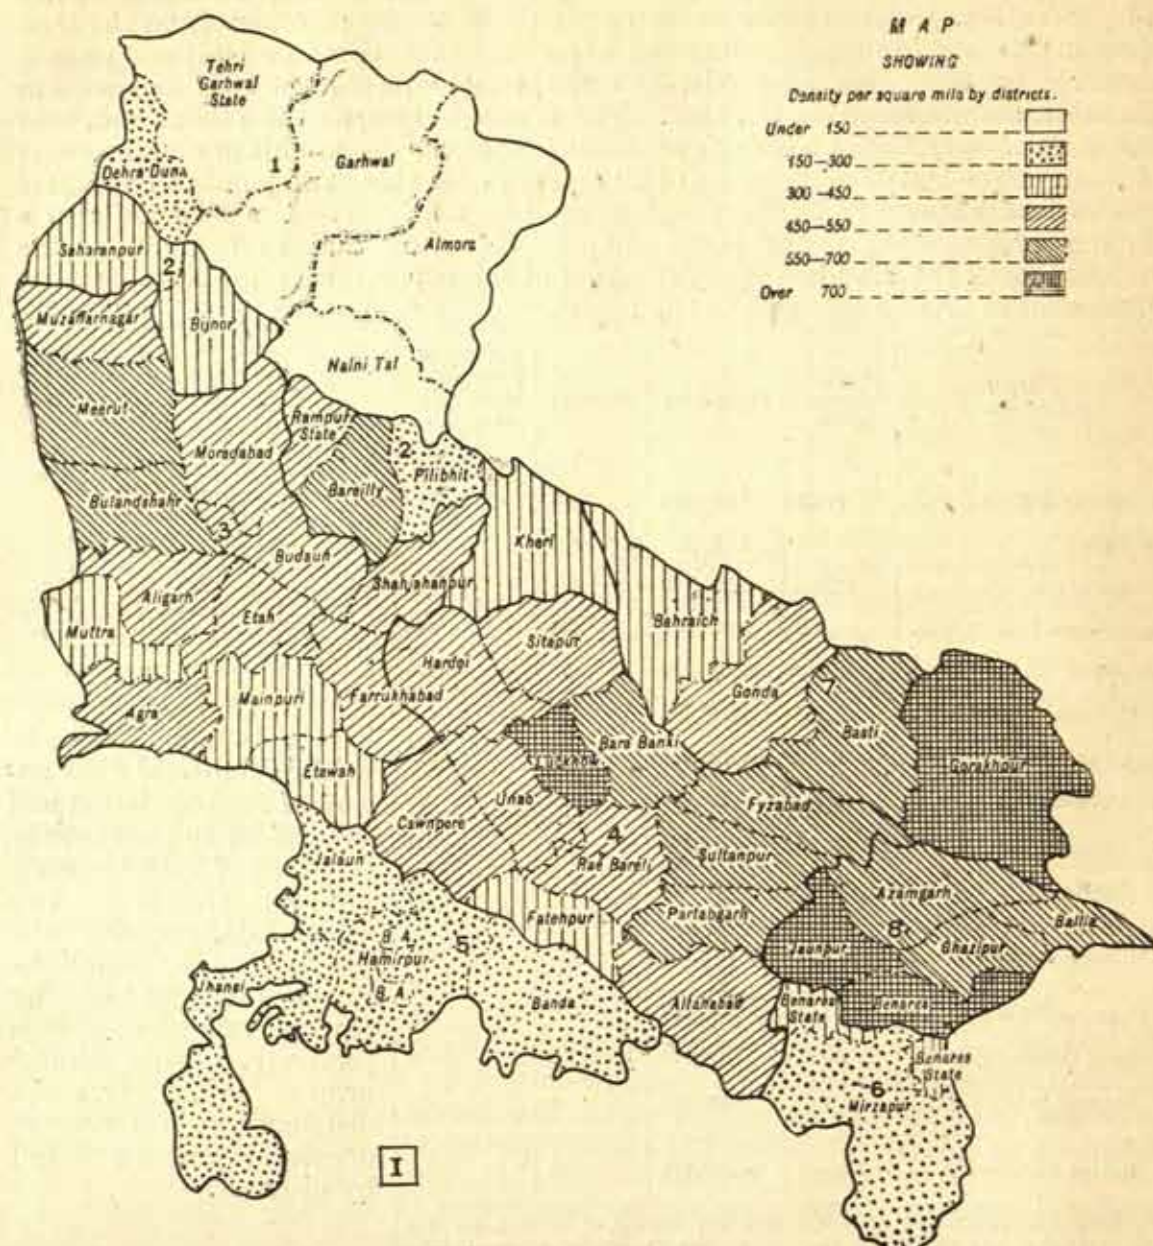 MAP
SHOWING
Density per square mile by districts.
Under 150
150—300
300—450
450—550
550—700
Over 700
Tehri
Garhwal
State
Dehra Duna
1
Garhwal
Almora
Saharanpur
2
Bijnor
Muzaffarnagar
Naini Tal
Meerut
Moradabad
Rampur
State
2
Pilibhit
Bareilly
Bulandshahr
3
Budaun
Kheri
Shahjahanpur
Aligarh
Etah
Muttra
Bahraich
Sitapur
Hardoi
Gonda
7
Basti
Mainpuri
Farrukhabad
Agra
Bara Banki
Lucknow
Gorakhpur
Etawah
Unao
Fyzabad
Cawnpore
4
Rae Bareli
Sultanpur
Jalaun
Azamgarh
Fatehpur
Partabgarh
8
Ballia
Jaunpur
Ghazipur
5
B. A.
Hamirpur
B. A.
Jhansi
Banda
Allahabad
Benares
State
Benares
Benares
State
6
Mirzapur
I